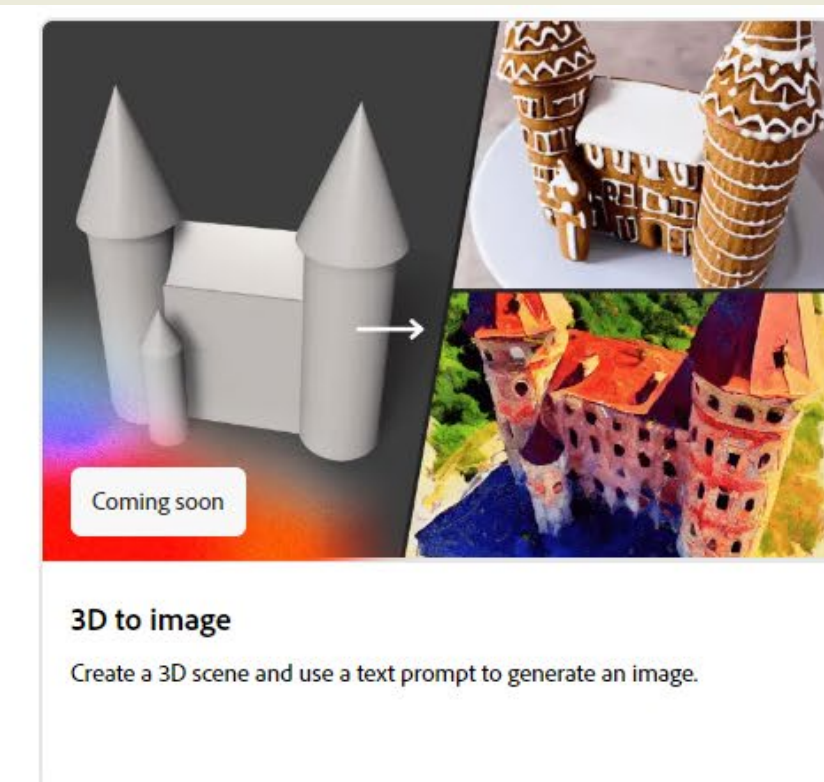 Coming soon
3D to image
Create a 3D scene and use a text prompt to generate an image.